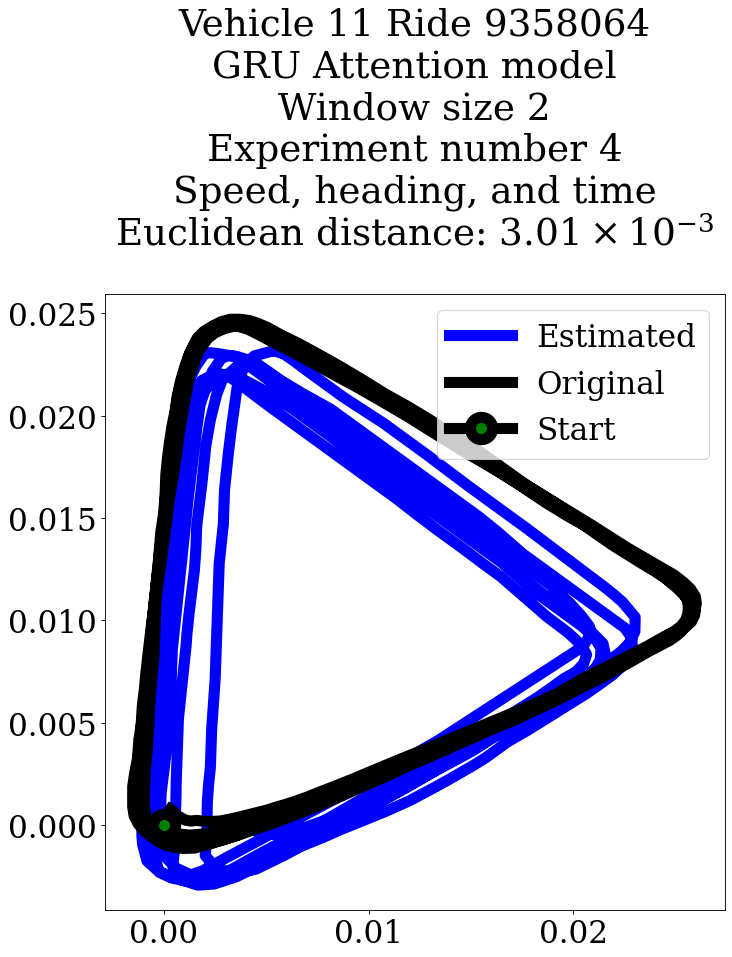 Vehicle 11 Ride 9358064
GRU Attention model
Window size 2
Experiment number 4
Speed, heading, and time
Euclidean distance: 3.01 × 10⁻³
Estimated
Original
Start
0.025
0.020
0.015
0.010
0.005
0.000
0.00 0.01 0.02